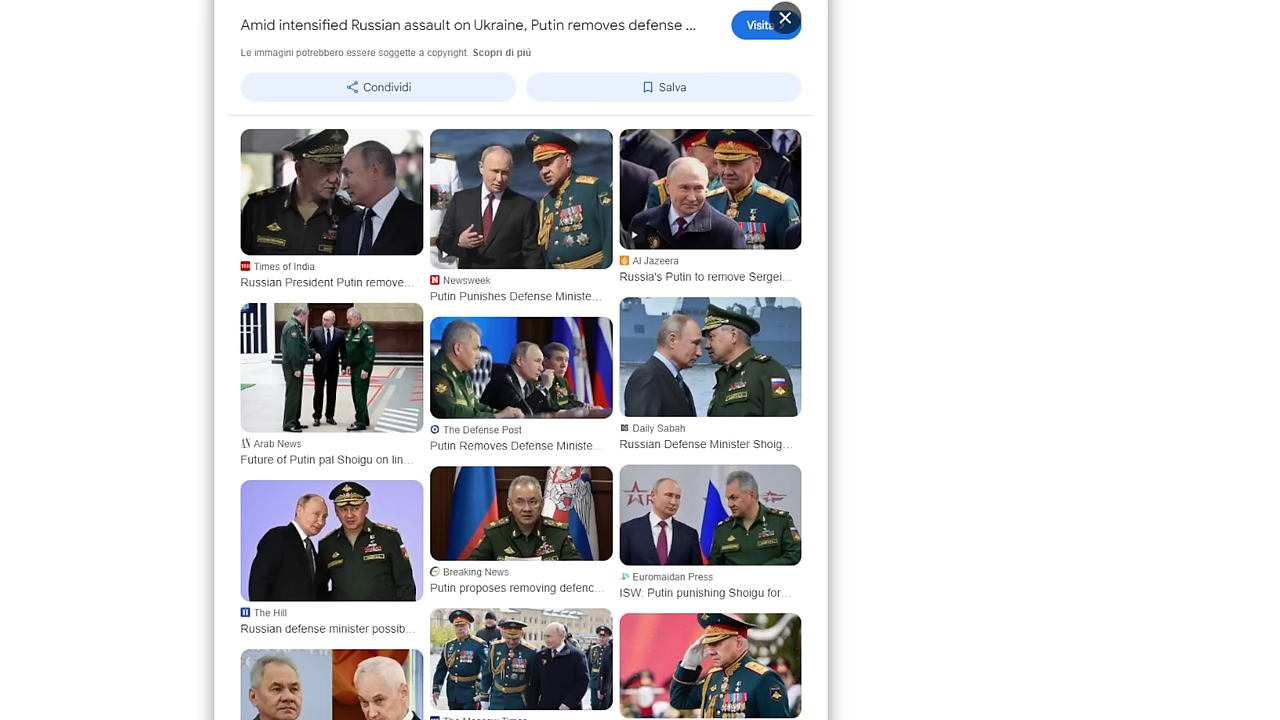 Amid intensified Russian assault on Ukraine, Putin removes defense ...
Visita
Le immagini potrebbero essere soggette a copyright. Scopri di più
Condividi
Salva
Times of India
Russian President Putin remove...
Newsweek
Putin Punishes Defense Ministe...
Al Jazeera
Russia's Putin to remove Sergei...
Arab News
Future of Putin pal Shoigu on lin...
The Defense Post
Putin Removes Defense Ministe...
Daily Sabah
Russian Defense Minister Shoig...
The Hill
Russian defense minister possib...
Breaking News
Putin proposes removing defenc...
Euromaidan Press
ISW: Putin punishing Shoigu for...
The Moscow Times